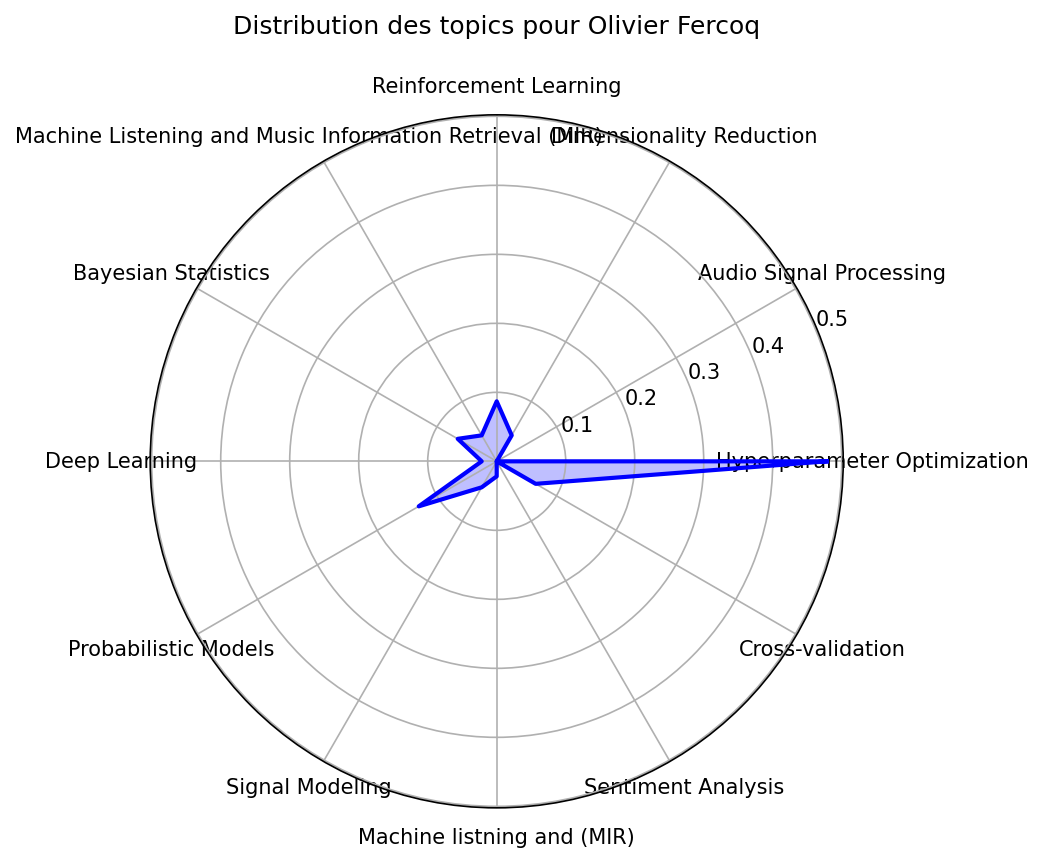 Distribution des topics pour Olivier Fercoq
Reinforcement Learning
Machine Listening and Music Information Retrieval (MIR)
Dimensionality Reduction
Bayesian Statistics
Audio Signal Processing
0.5
0.4
0.3
0.2
0.1
Deep Learning
Hyperparameter Optimization
Probabilistic Models
Cross-validation
Signal Modeling
Sentiment Analysis
Machine listning and (MIR)